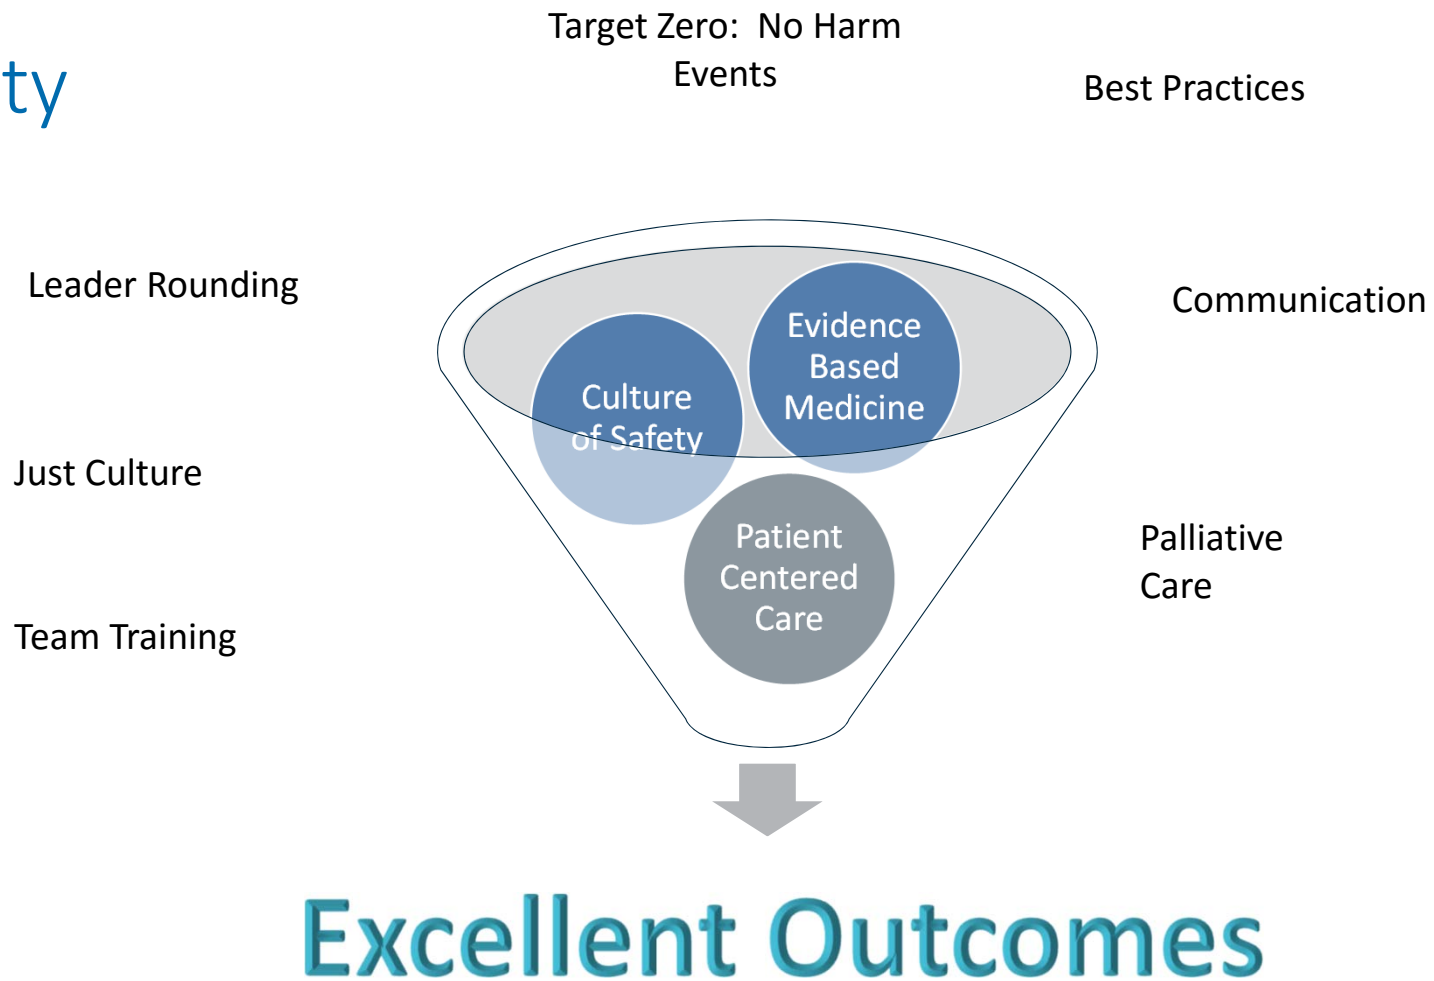 Target Zero: No Harm
Events
ty
Best Practices
Leader Rounding
Communication
Evidence
Based
Medicine
Culture
of Safety
Just Culture
Patient
Centered
Care
Palliative
Care
Team Training
Excellent Outcomes